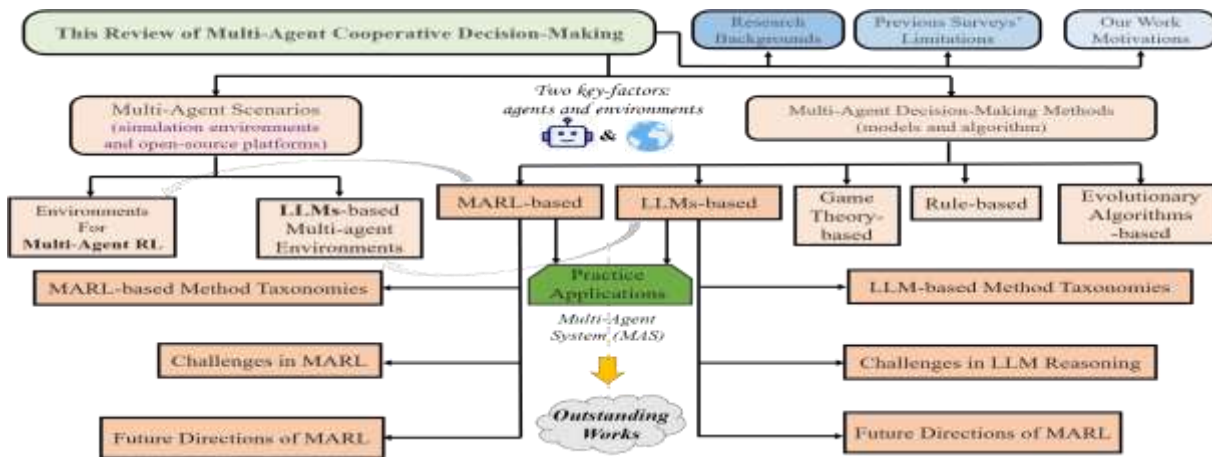 This Review of Multi-Agent Cooperative Decision-Making
Research
Backgrounds
Previous Surveys'
Limitations
Our Work
Motivations
Multi-Agent Scenarios
(simulation environments
and open-source platforms)
Two key-factors:
agents and environments
&
Multi-Agent Decision-Making Methods
(models and algorithm)
Environments
For
Multi-Agent RL
LLMs-based
Multi-agent
Environments
MARL-based
LLMs-based
Game
Theory-
based
Rule-based
Evolutionary
Algorithms
-based
MARL-based Method Taxonomies
Practice
Applications
LLM-based Method Taxonomies
Multi-Agent
System (MAS)
Challenges in MARL
Challenges in LLM Reasoning
Outstanding
Works
Future Directions of MARL
Future Directions of MARL